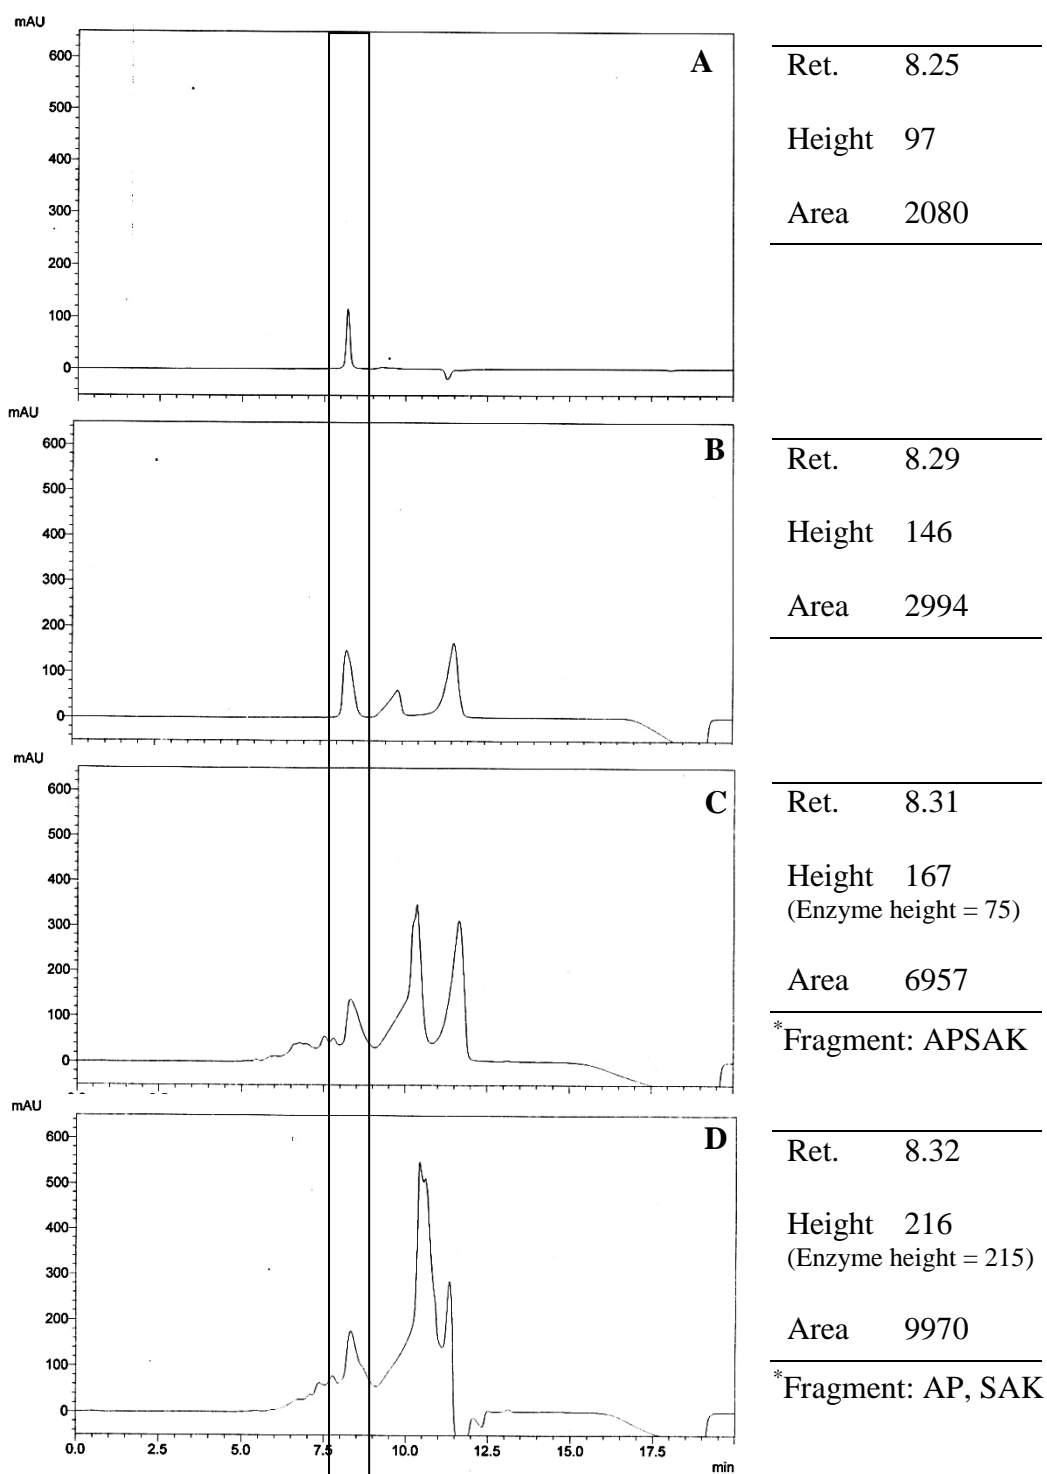 mAU
A
600
500
400
300
200
100
0
Ret. 8.25
Height 97
Area 2080
mAU
B
600
500
400
300
200
100
0
Ret. 8.29
Height 146
Area 2994
mAU
C
600
500
400
300
200
100
0
Ret. 8.31
Height 167
(Enzyme height = 75)
Area 6957
*Fragment: APSAK
mAU
D
600
500
400
300
200
100
0
0.0 2.5 5.0 7.5 10.0 12.5 15.0 17.5
min
Ret. 8.32
Height 216
(Enzyme height = 215)
Area 9970
*Fragment: AP, SAK